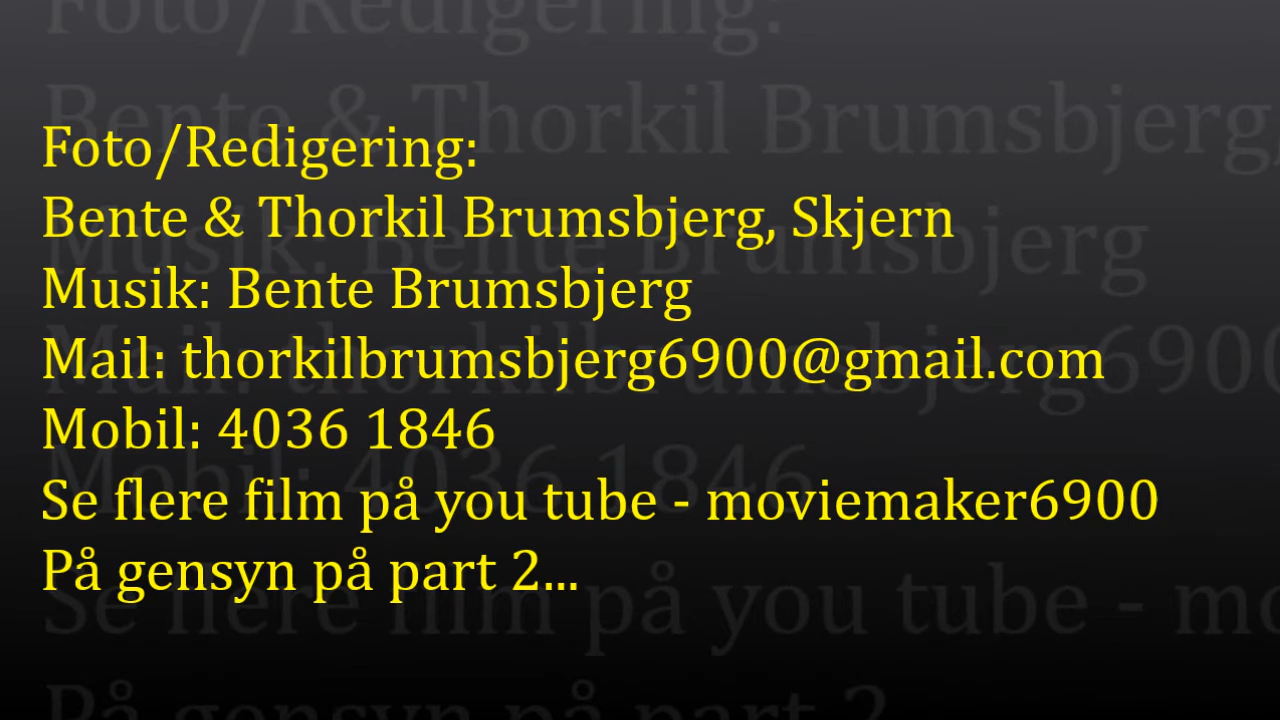 Foto/Redigering:
Bente & Thorkil Brumsbjerg, Skjern
Musik: Bente Brumsbjerg
Mail: thorkilbrumsbjerg6900@gmail.com
Mobil: 4036 1846
Se flere film på you tube - moviemaker6900
På gensyn på part 2...